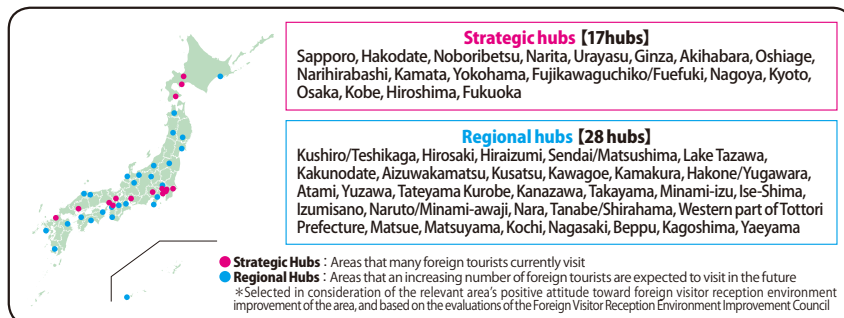 Strategic hubs【17hubs】
Sapporo, Hakodate, Noboribetsu, Narita, Urayasu, Ginza, Akihabara, Oshiage,
Narihirabashi, Kamata, Yokohama, Fujikawaguchiko/Fuefuki, Nagoya, Kyoto,
Osaka, Kobe, Hiroshima, Fukuoka
Regional hubs【28 hubs】
Kushiro/Teshikaga, Hirosaki, Hiraizumi, Sendai/Matsushima, Lake Tazawa,
Kakunodate, Aizuwakamatsu, Kusatsu, Kawagoe, Kamakura, Hakone/Yugawara,
Atami, Yuzawa, Tateyama Kurobe, Kanazawa, Takayama, Minami-izu, Ise-Shima,
Izumisano, Naruto/Minami-awaji, Nara, Tanabe/Shirahama, Western part of Tottori
Prefecture, Matsue, Matsuyama, Kochi, Nagasaki, Beppu, Kagoshima, Yaeyama
● Strategic Hubs : Areas that many foreign tourists currently visit
● Regional Hubs : Areas that an increasing number of foreign tourists are expected to visit in the future
＊Selected in consideration of the relevant area's positive attitude toward foreign visitor reception environment
improvement of the area, and based on the evaluations of the Foreign Visitor Reception Environment Improvement Council